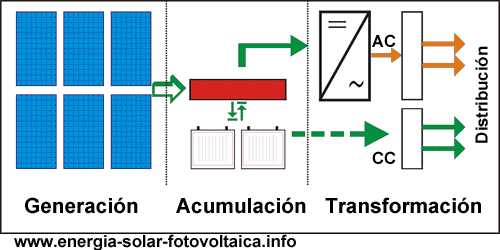 AC
CC
Distribución
Generación
Acumulación
Transformación
www.energia-solar-fotovoltaica.info